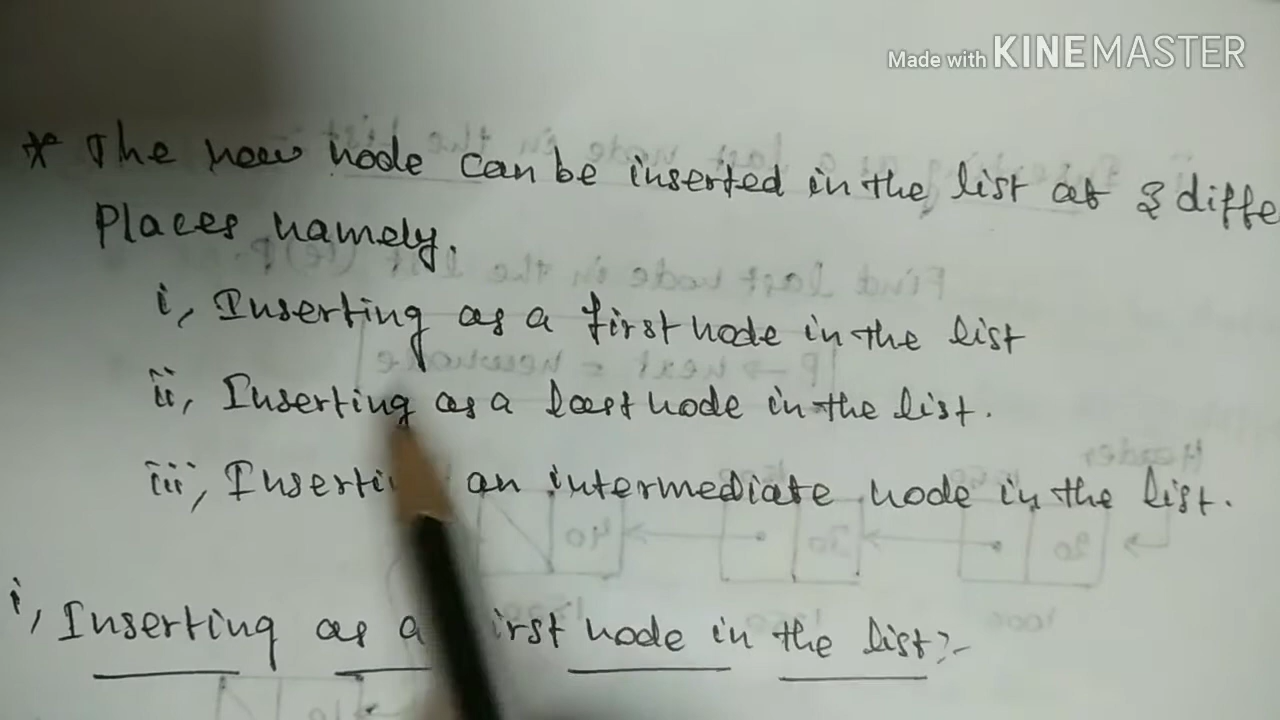 Made with KINEMASTER
* The new node can be inserted in the list at 3 diffe
Places namely.
i, Inserting as a first node in the list
ii, Inserting as a last node in the list.
iii, Inserti an intermediate node in the list.
i, Inserting as a irst node in the list:-